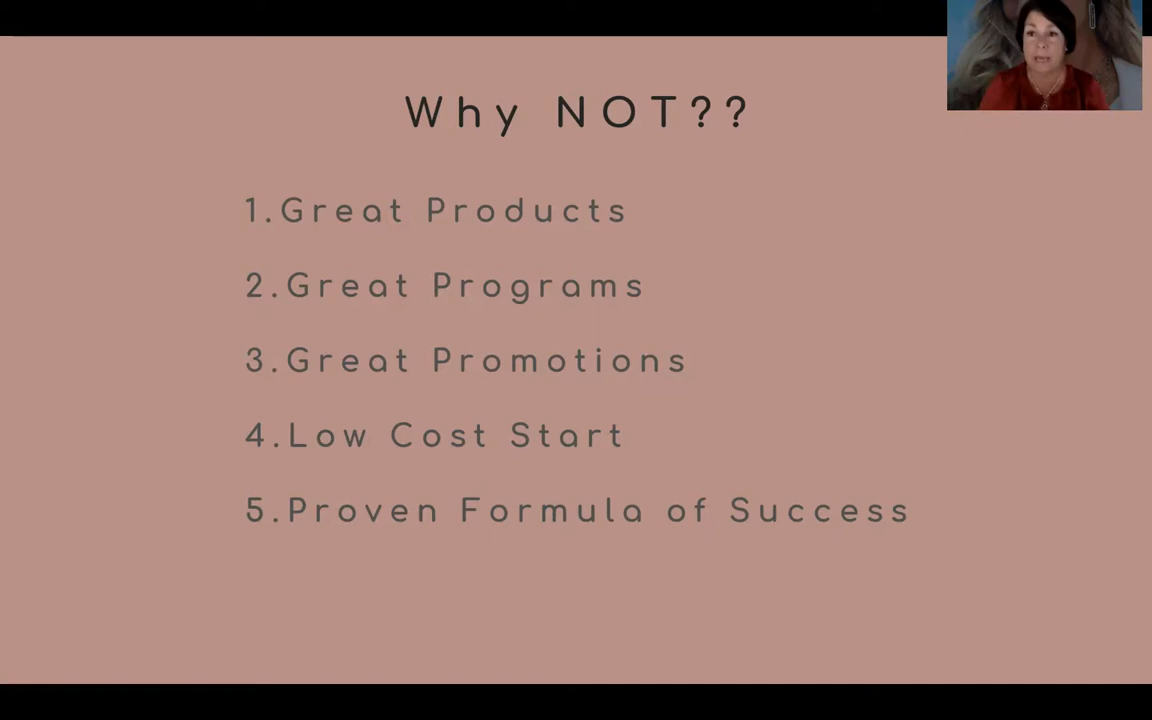 Why NOT??
1.Great Products
2.Great Programs
3.Great Promotions
4.Low Cost Start
5.Proven Formula of Success